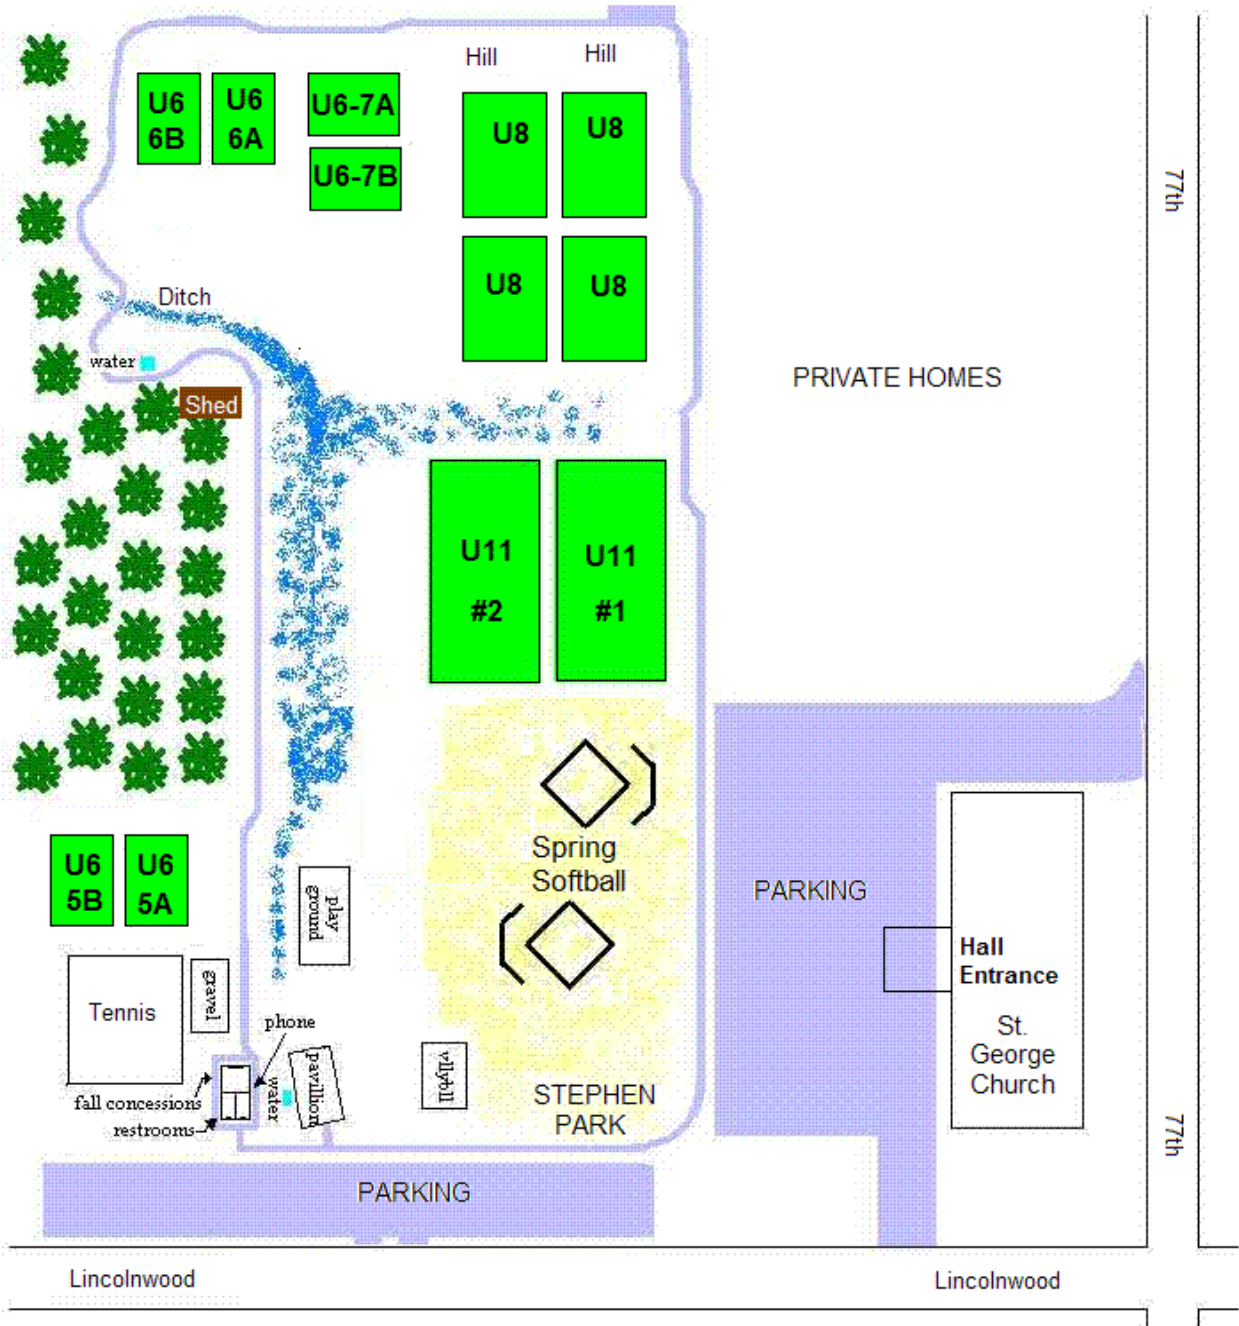 Hill
Hill
U6
6B
U6
6A
U6-7A
U6-7B
U8
U8
U8
U8
77th
Ditch
water
Shed
PRIVATE HOMES
U11
#2
U11
#1
Spring
Softball
U6
5B
U6
5A
play
ground
PARKING
Hall
Entrance
St.
George
Church
Tennis
gravel
phone
water
pavillion
vllybll
fall concessions
restrooms
STEPHEN
PARK
77th
PARKING
Lincolnwood
Lincolnwood